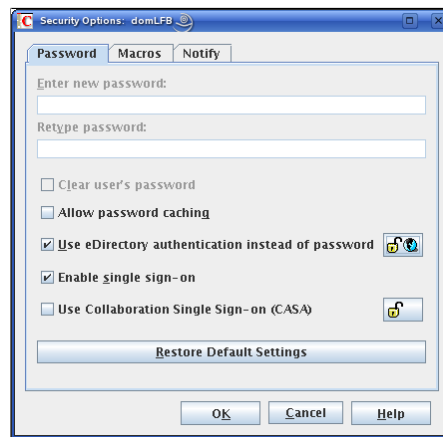 Security Options: domLFB
Password Macros Notify
Enter new password:
Retype password:
Clear user's password
Allow password caching
Use eDirectory authentication instead of password
Enable single sign-on
Use Collaboration Single Sign-on (CASA)
Restore Default Settings
OK Cancel Help